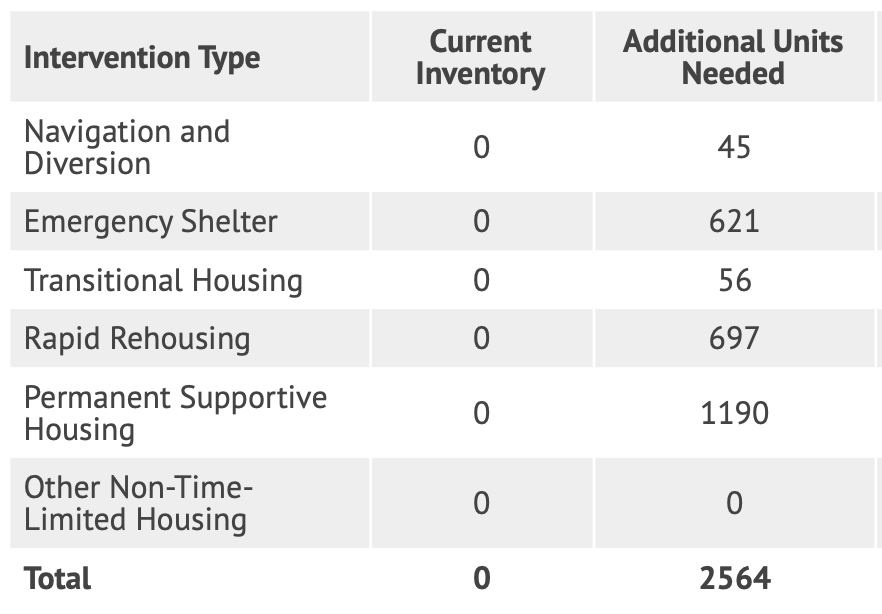 Intervention Type Current Inventory Additional Units Needed
Navigation and Diversion 0 45
Emergency Shelter 0 621
Transitional Housing 0 56
Rapid Rehousing 0 697
Permanent Supportive Housing 0 1190
Other Non-Time-Limited Housing 0 0
Total 0 2564